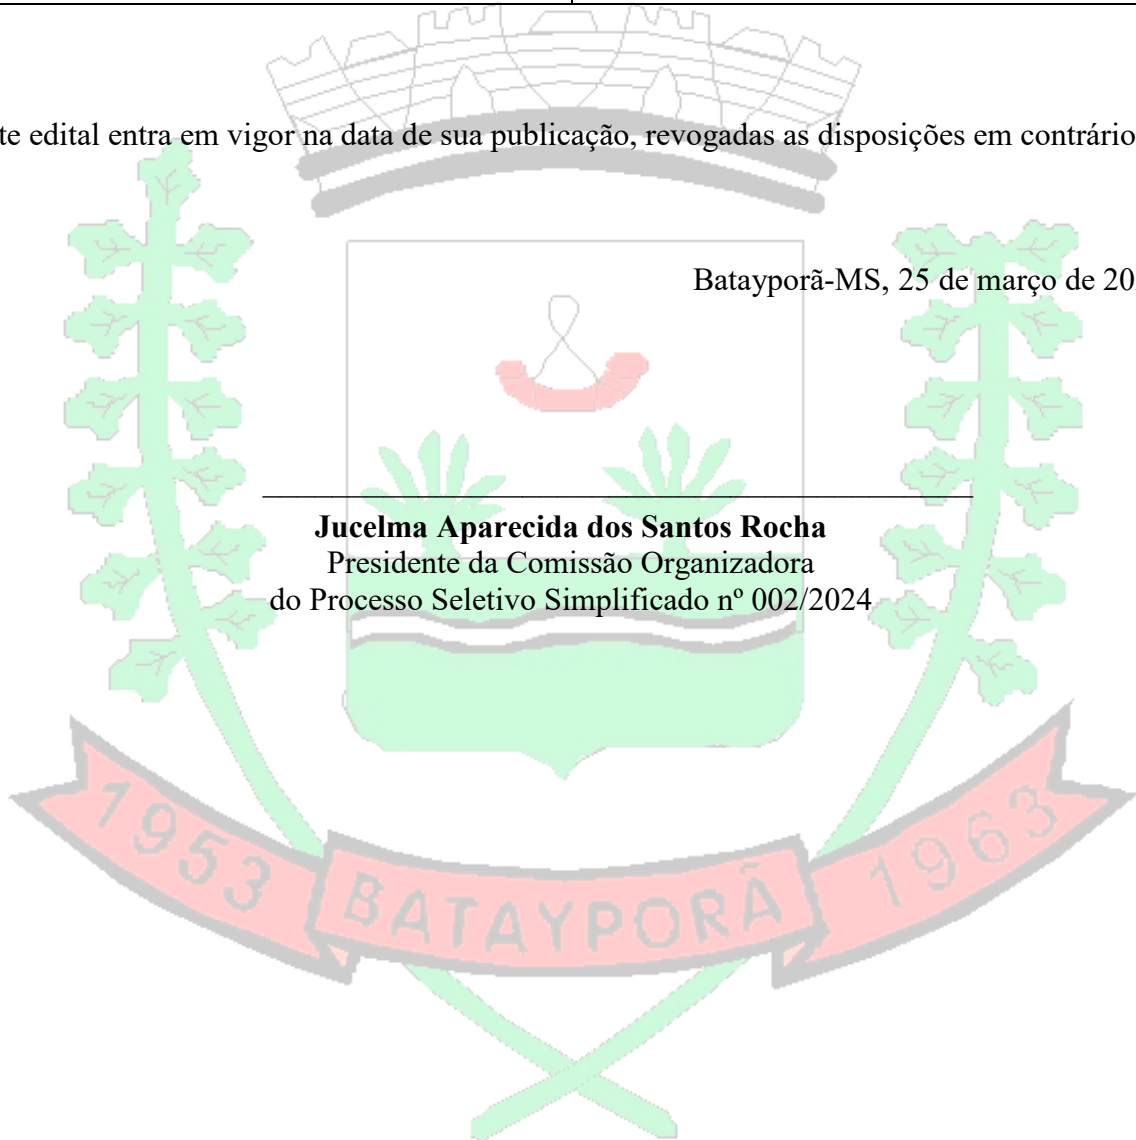 te edital entra em vigor na data de sua publicação, revogadas as disposições em contrário
Batayporã-MS, 25 de março de 20
Jucelma Aparecida dos Santos Rocha
Presidente da Comissão Organizadora
do Processo Seletivo Simplificado nº 002/2024
1953 BATAYPORÃ 1963